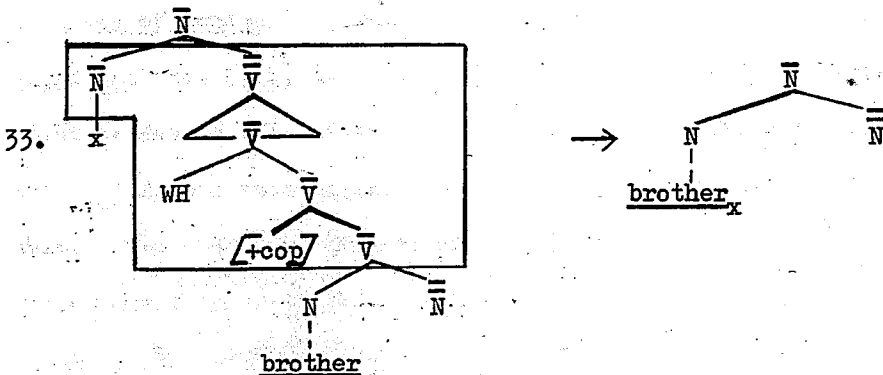 N̿
N̿ V̿
33. x V̿ → N̿
WH V̿ N N̿
[+cop] V̿ brotherx
N N̿
brother